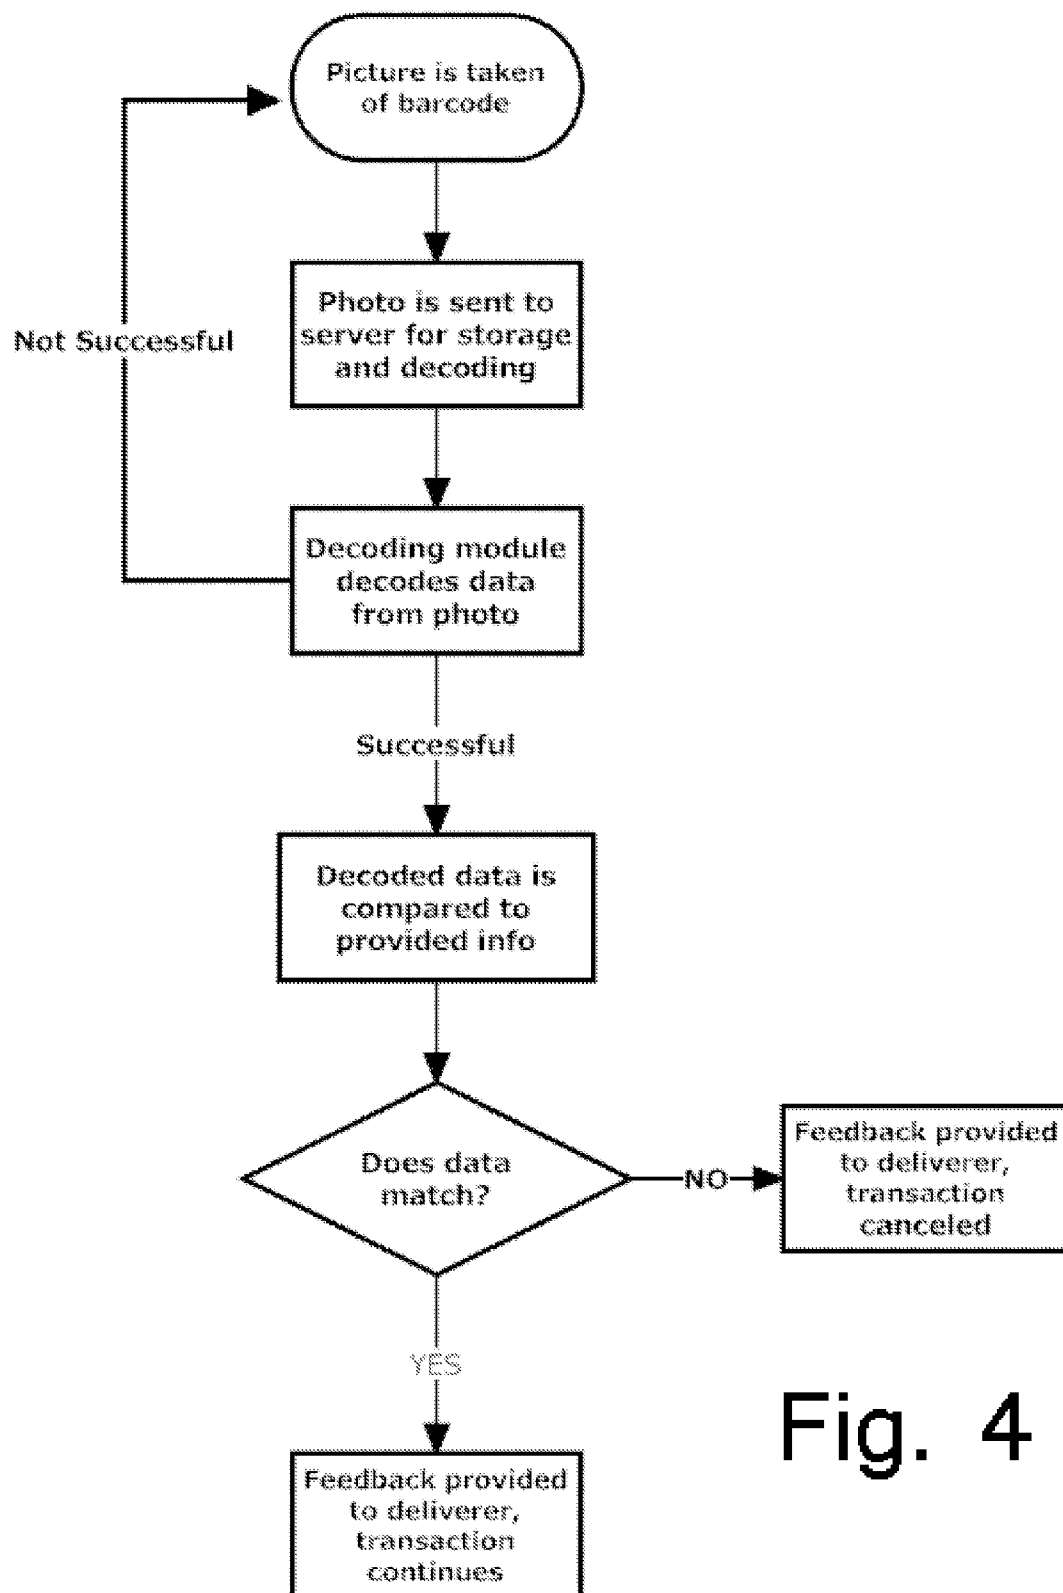 Picture is taken
of barcode
Photo is sent to
server for storage
and decoding
Not Successful
Decoding module
decodes data
from photo
Successful
Decoded data is
compared to
provided info
Does data
match?
NO
Feedback provided
to deliverer,
transaction
canceled
YES
Feedback provided
to deliverer,
transaction
continues
Fig. 4